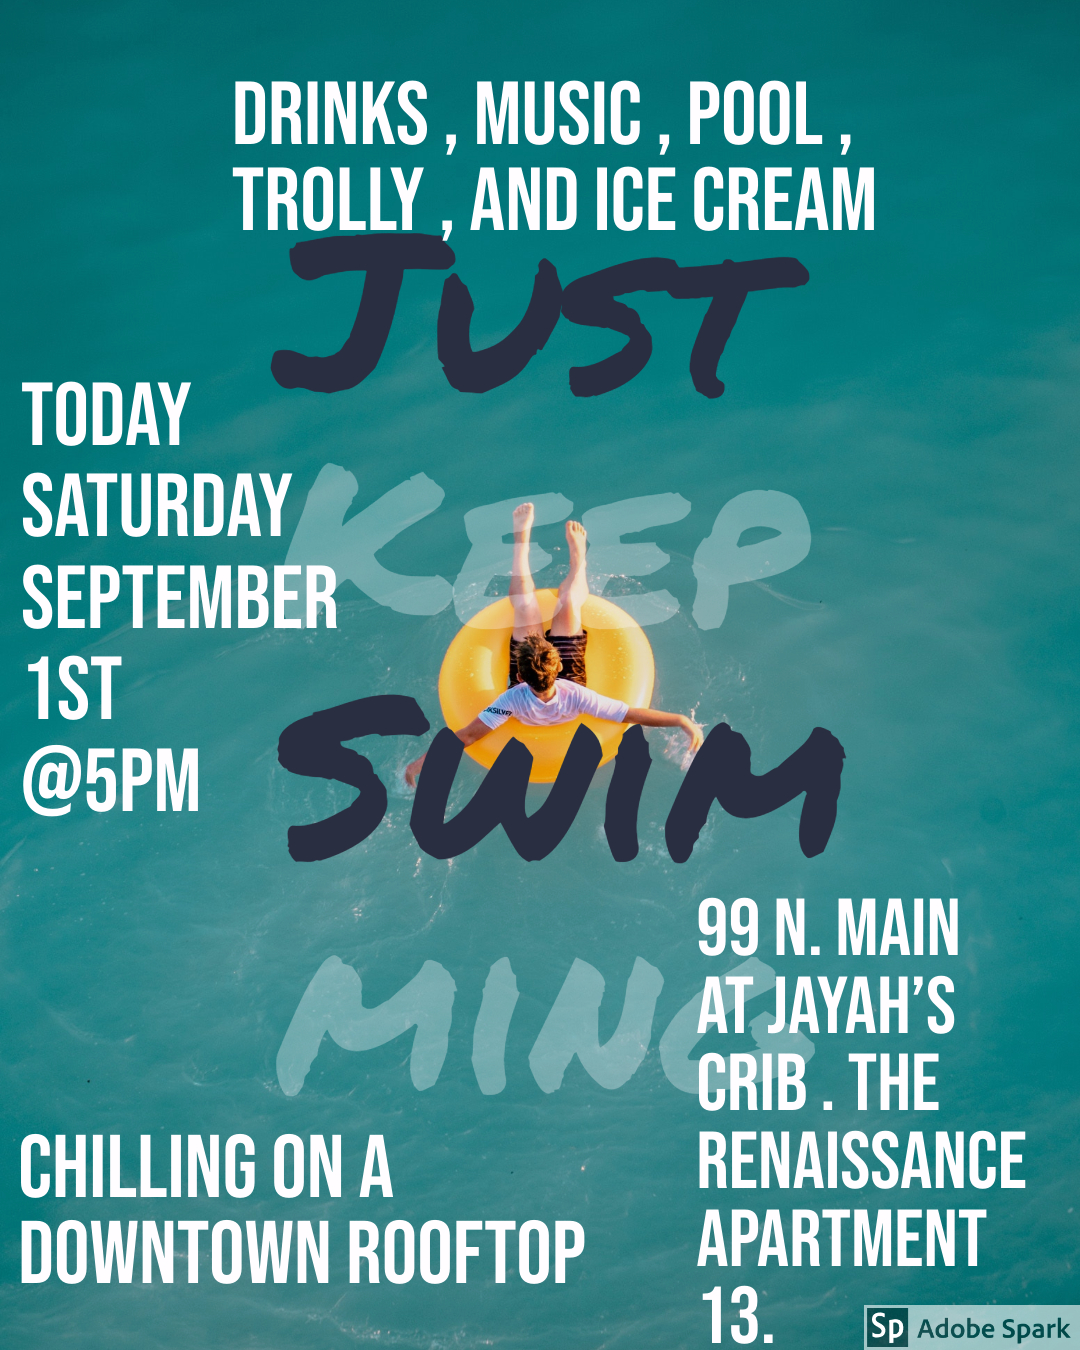 DRINKS , MUSIC , POOL ,
TROLLY , AND ICE CREAM
JUST
TODAY
SATURDAY
SEPTEMBER
1ST
@5PM
KEEP
SWIM
MING
99 N. MAIN
AT JAYAH'S
CRIB . THE
RENAISSANCE
APARTMENT
13.
CHILLING ON A
DOWNTOWN ROOFTOP
Sp Adobe Spark